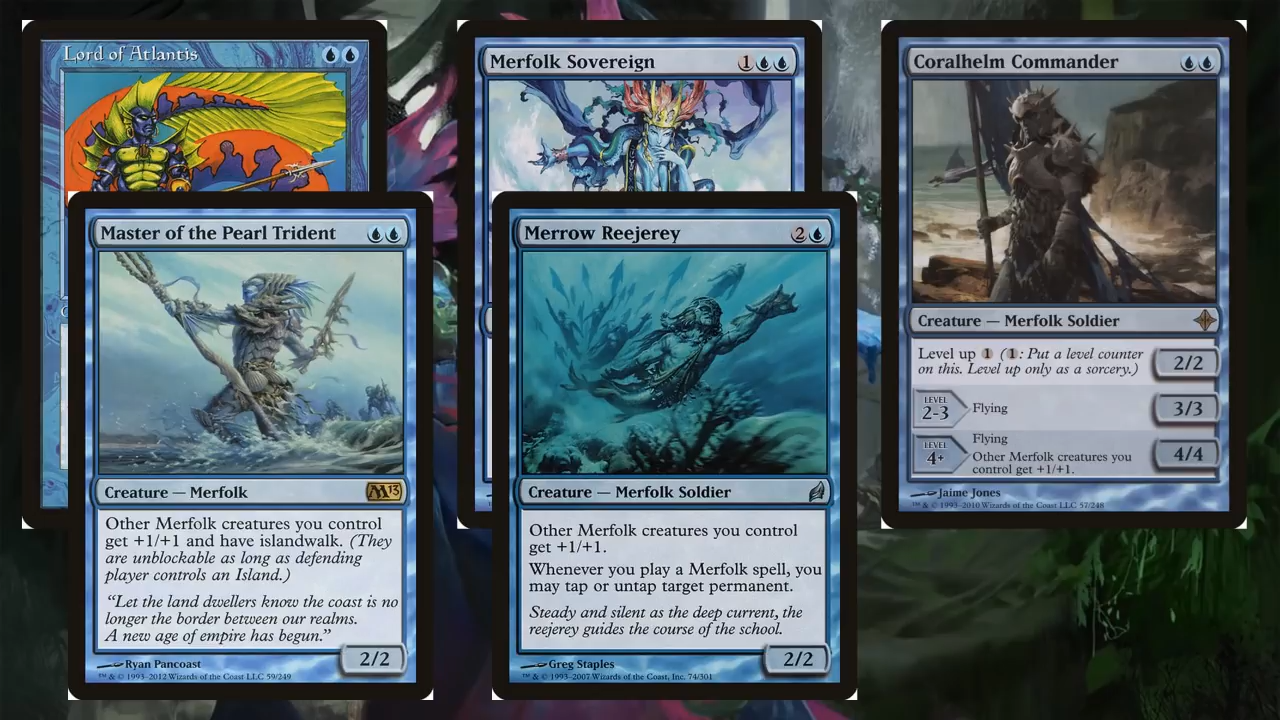 Lord of Atlantis
Merfolk Sovereign 1
Coralhelm Commander
Creature — Merfolk Soldier
Level up 1 (1: Put a level counter
on this. Level up only as a sorcery.)
2/2
LEVEL
2-3
Flying
3/3
LEVEL
4+
Flying
Other Merfolk creatures you
control get +1/+1.
4/4
Jaime Jones
™ & © 1993–2010 Wizards of the Coast LLC 57/248
Master of the Pearl Trident
Creature — Merfolk
M13
Other Merfolk creatures you control
get +1/+1 and have islandwalk. (They
are unblockable as long as defending
player controls an Island.)
“Let the land dwellers know the coast is no
longer the border between our realms.
A new age of empire has begun.”
2/2
Ryan Pancoast
™ & © 1993–2012 Wizards of the Coast LLC 59/249
Merrow Reejerey 2
Creature — Merfolk Soldier
Other Merfolk creatures you control
get +1/+1.
Whenever you play a Merfolk spell, you
may tap or untap target permanent.
Steady and silent as the deep current, the
reejerey guides the course of the school.
2/2
Greg Staples
™ & © 1993–2007 Wizards of the Coast, Inc. 74/301